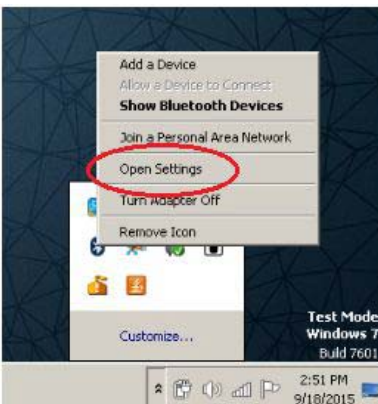 Add a Device
Allow a Device to Connect
Show Bluetooth Devices
Join a Personal Area Network
Open Settings
Turn Adapter Off
Remove Icon
Customize...
Test Mode
Windows 7
Build 7601
2:51 PM
9/18/2015